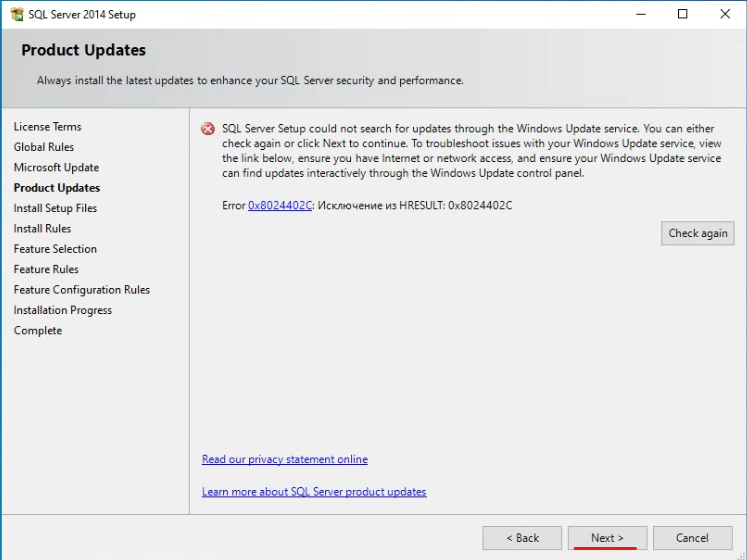 SQL Server 2014 Setup
Product Updates
Always install the latest updates to enhance your SQL Server security and performance.
License Terms
Global Rules
Microsoft Update
Product Updates
Install Setup Files
Install Rules
Feature Selection
Feature Rules
Feature Configuration Rules
Installation Progress
Complete
SQL Server Setup could not search for updates through the Windows Update service. You can either
check again or click Next to continue. To troubleshoot issues with your Windows Update service, view
the link below, ensure you have Internet or network access, and ensure your Windows Update service
can find updates interactively through the Windows Update control panel.
Error 0x8024402C: Исключение из HRESULT: 0x8024402C
Check again
Read our privacy statement online
Learn more about SQL Server product updates
< Back
Next >
Cancel